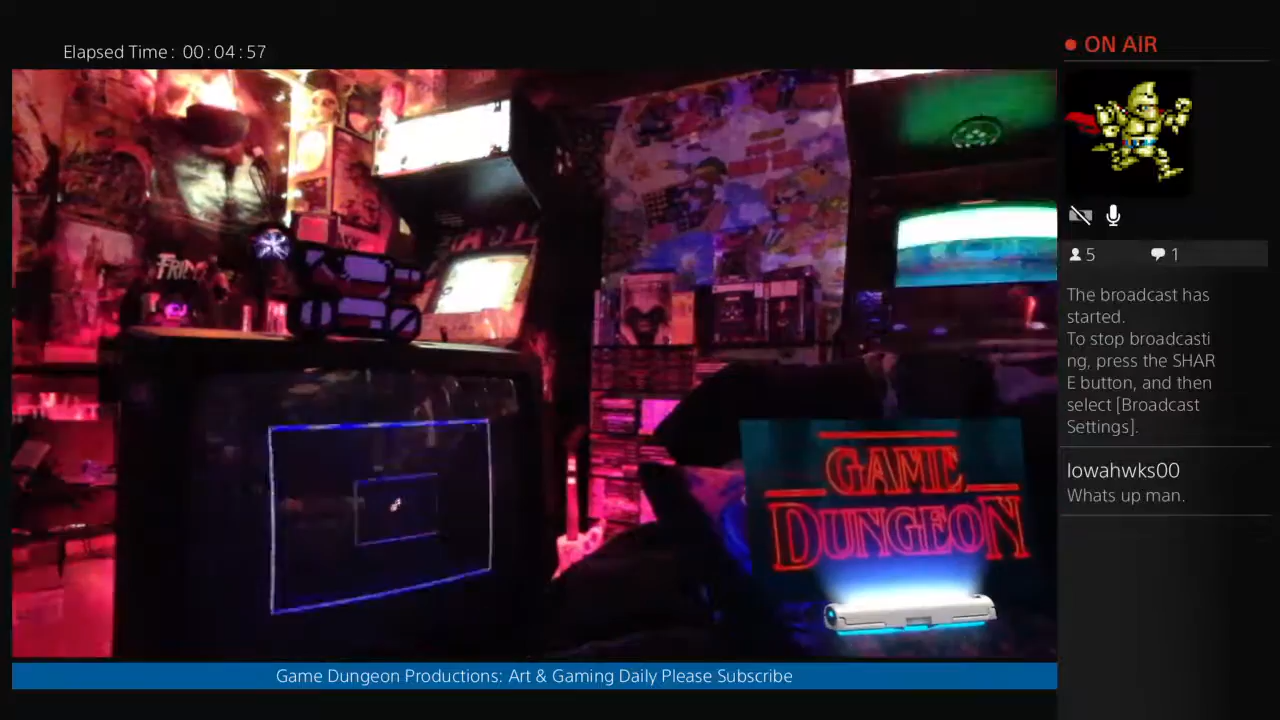 Elapsed Time: 00:04:57
ON AIR
5
1
The broadcast has
started.
To stop broadcasti
ng, press the SHAR
E button, and then
select [Broadcast
Settings].
Iowahwks00
Whats up man.
GAME
DUNGEON
Game Dungeon Productions: Art & Gaming Daily Please Subscribe